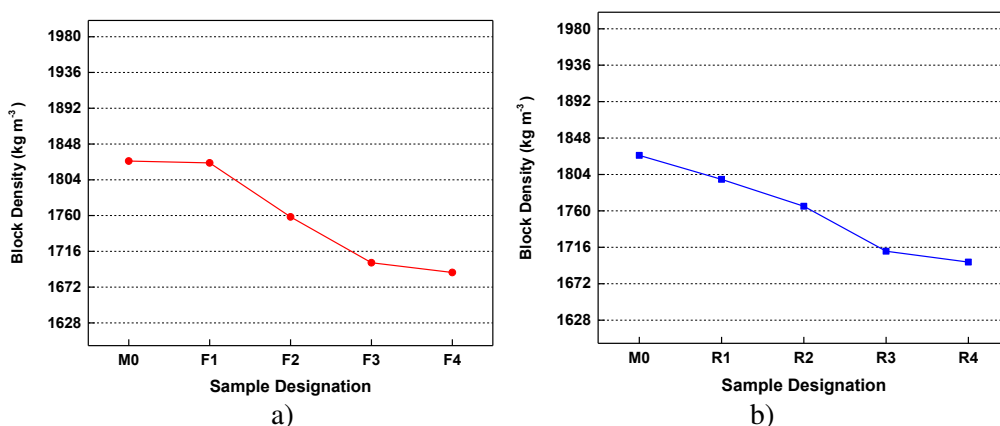 1980
1936
1892
1848
1804
1760
1716
1672
1628
Block Density (kg m⁻³)
M0 F1 F2 F3 F4
Sample Designation
a)
1980
1936
1892
1848
1804
1760
1716
1672
1628
Block Density (kg m⁻³)
M0 R1 R2 R3 R4
Sample Designation
b)